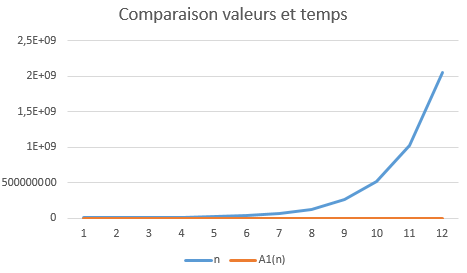 Comparaison valeurs et temps
2,5E+09
2E+09
1,5E+09
1E+09
500000000
0
1 2 3 4 5 6 7 8 9 10 11 12
n A1(n)